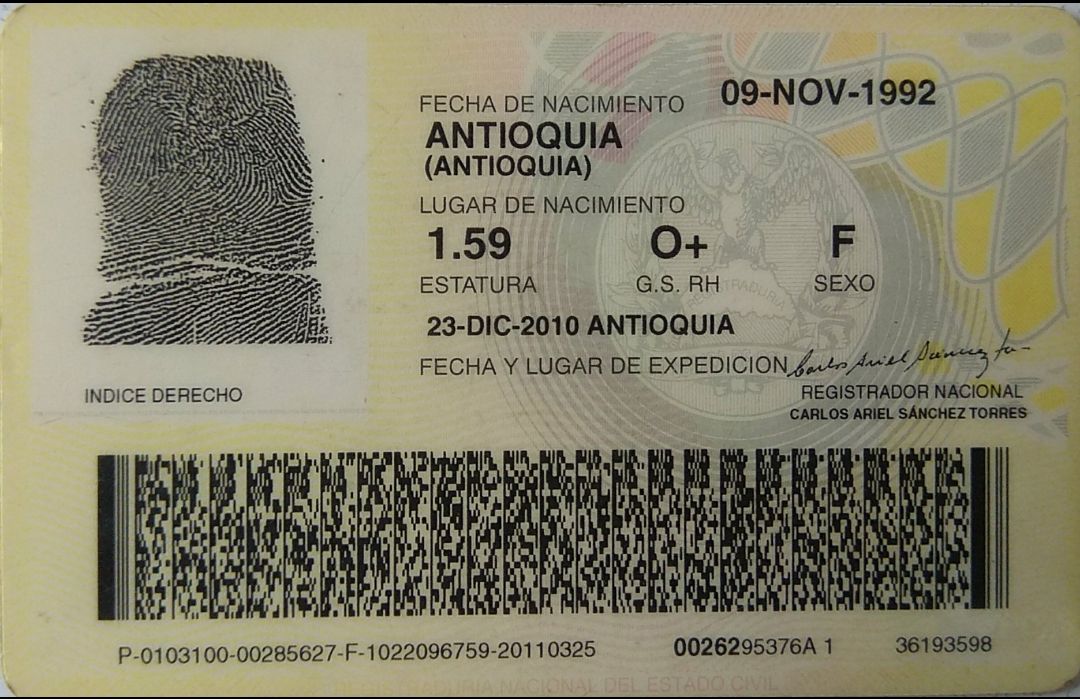 09-NOV-1992
FECHA DE NACIMIENTO
ANTIOQUIA
(ANTIOQUIA)
LUGAR DE NACIMIENTO
1.59 O+ F
ESTATURA G.S. RH SEXO
23-DIC-2010 ANTIOQUIA
FECHA Y LUGAR DE EXPEDICION
Carlos Ariel Sánchez
REGISTRADOR NACIONAL
CARLOS ARIEL SÁNCHEZ TORRES
INDICE DERECHO
P-0103100-00285627-F-1022096759-20110325 0026295376A 1 36193598
REGISTRADURIA NACIONAL DEL ESTADO CIVIL